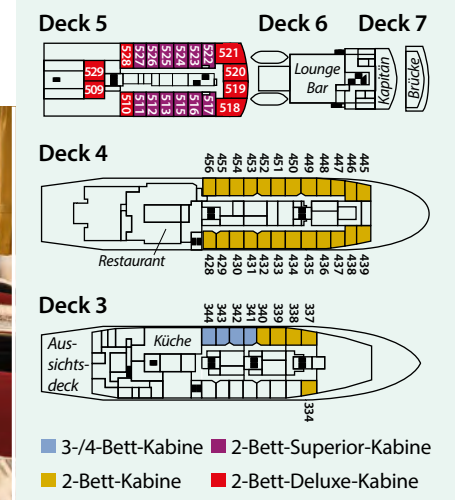 Deck 5
Deck 6
Deck 7
528 527 526 525 524 523 522 521
529
509
520
519
510 511 512 513 514 515 516 517 518
Lounge
Bar
Kapitän
Brücke
Deck 4
456 455 454 453 452 451 450 449 448 447 446 445
Restaurant
428 429 430 431 432 433 434 435 436 437 438 439
Deck 3
344 343 342 341 340 339 338 337
Aus-
sichts-
deck
Küche
334
3-/4-Bett-Kabine
2-Bett-Superior-Kabine
2-Bett-Kabine
2-Bett-Deluxe-Kabine